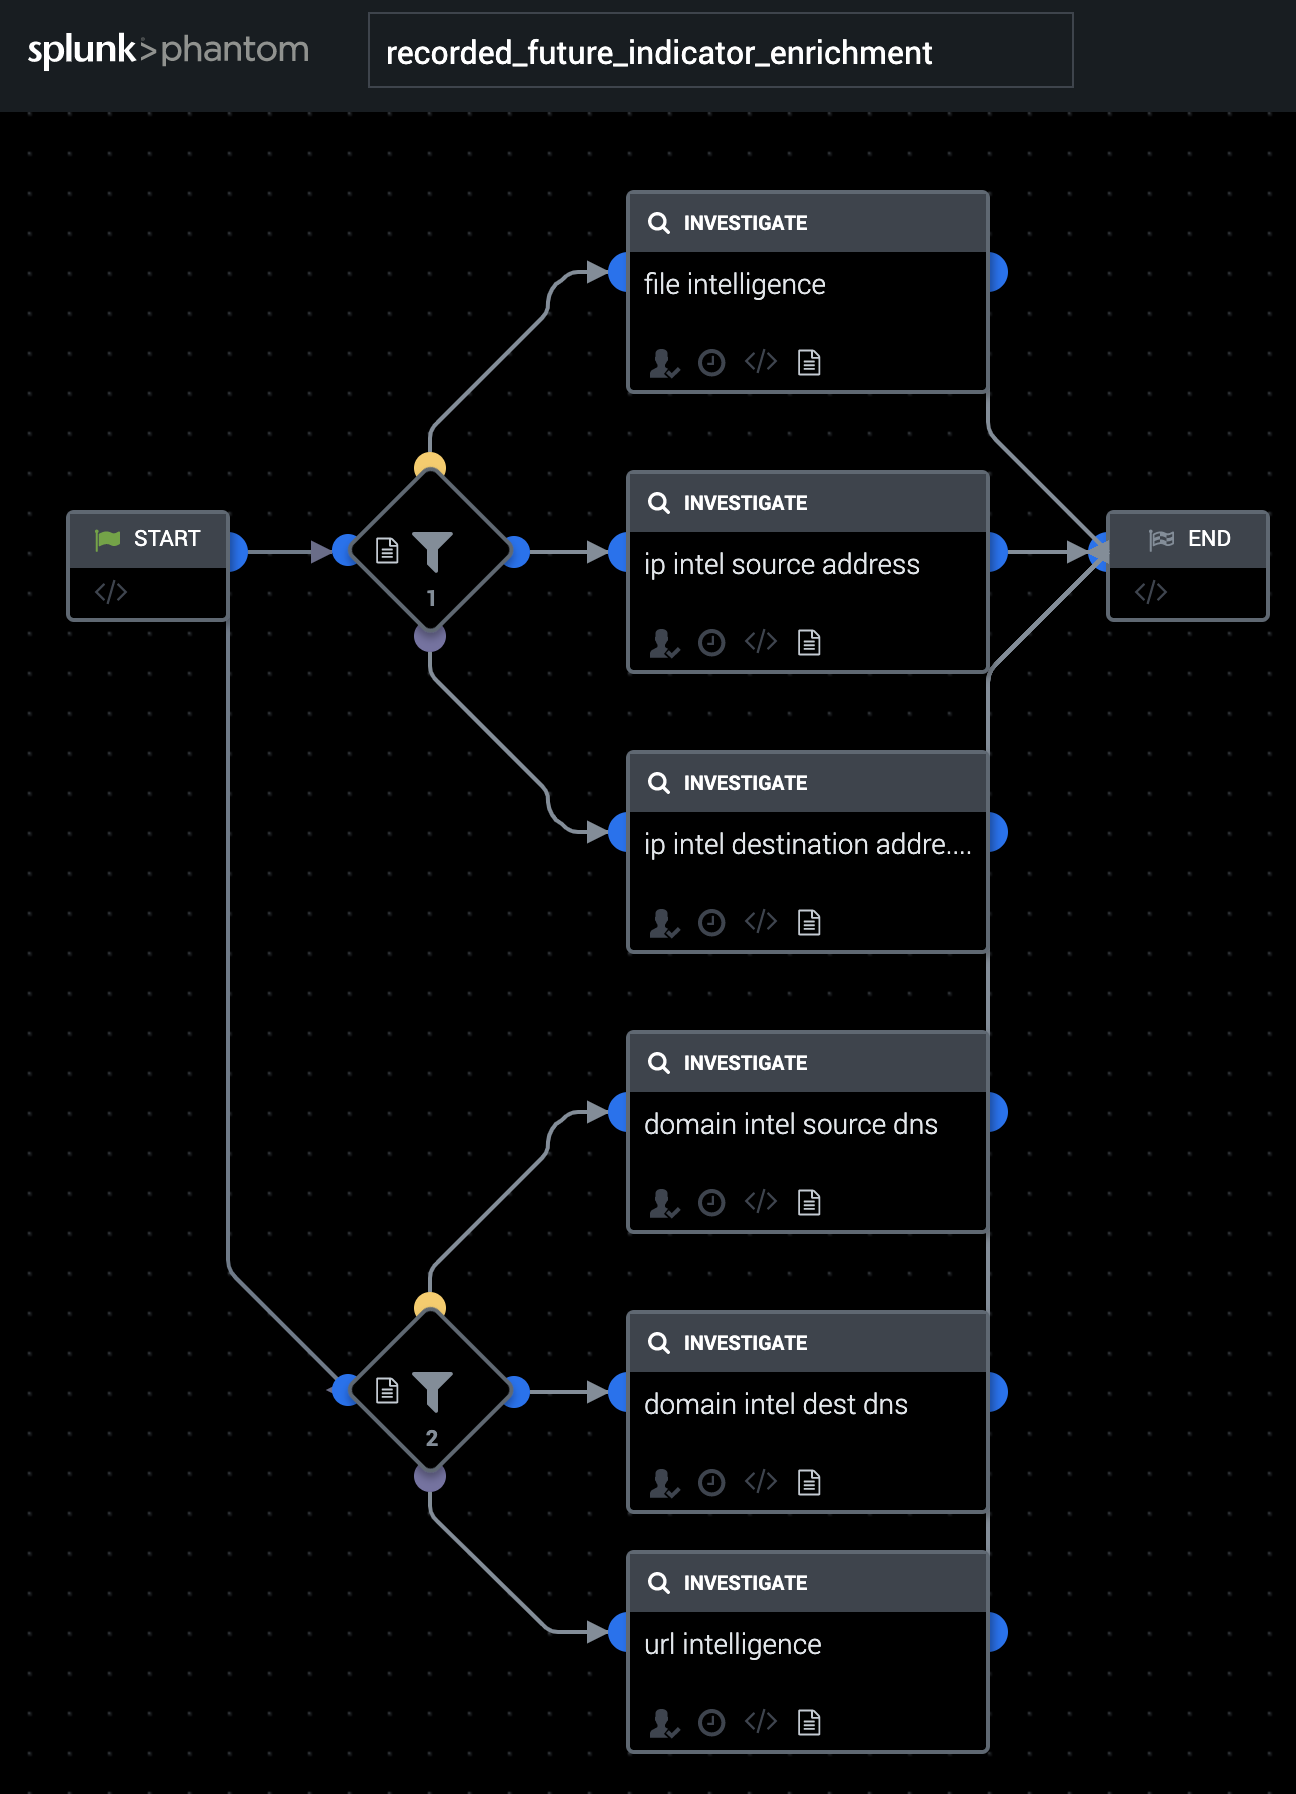 splunk>phantom
recorded_future_indicator_enrichment
INVESTIGATE
file intelligence
</>
START
</>
1
INVESTIGATE
ip intel source address
</>
END
</>
INVESTIGATE
ip intel destination addre....
</>
INVESTIGATE
domain intel source dns
</>
2
INVESTIGATE
domain intel dest dns
</>
INVESTIGATE
url intelligence
</>